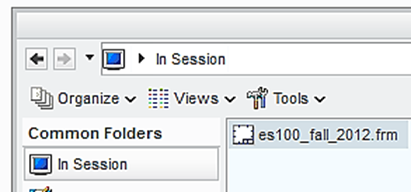 In Session
Organize Views Tools
Common Folders
In Session
es100_fall_2012.frm